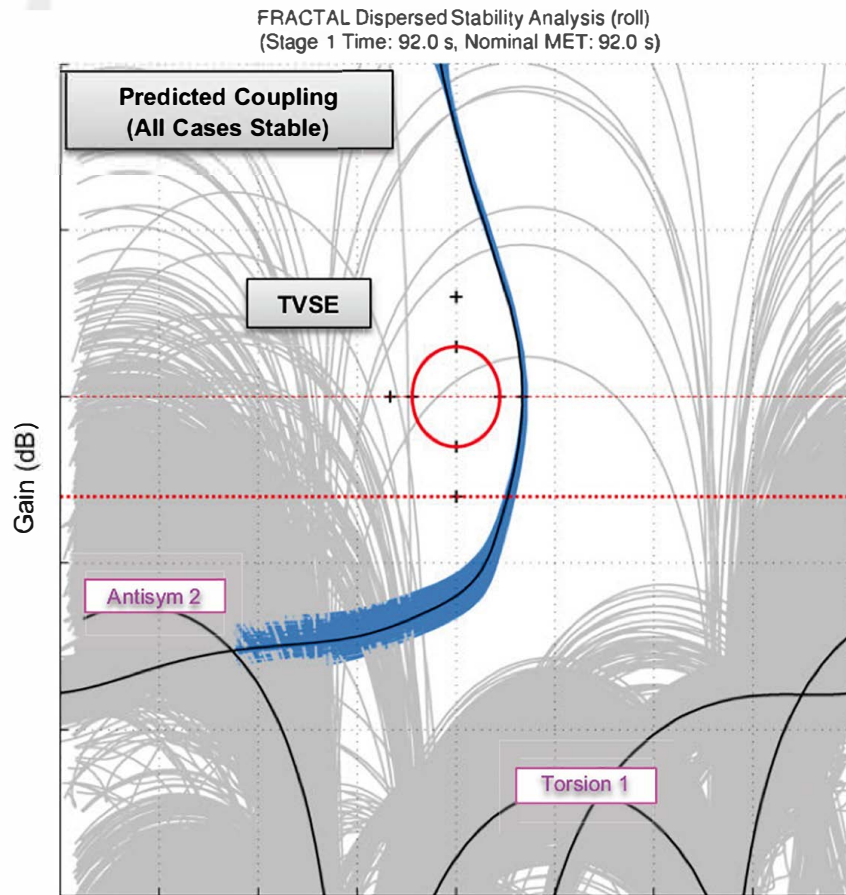 FRACTAL Dispersed Stability Analysis (roll)
(Stage 1 Time: 92.0 s, Nominal MET: 92.0 s)
Predicted Coupling
(All Cases Stable)
TVSE
Gain (dB)
Antisym 2
Torsion 1